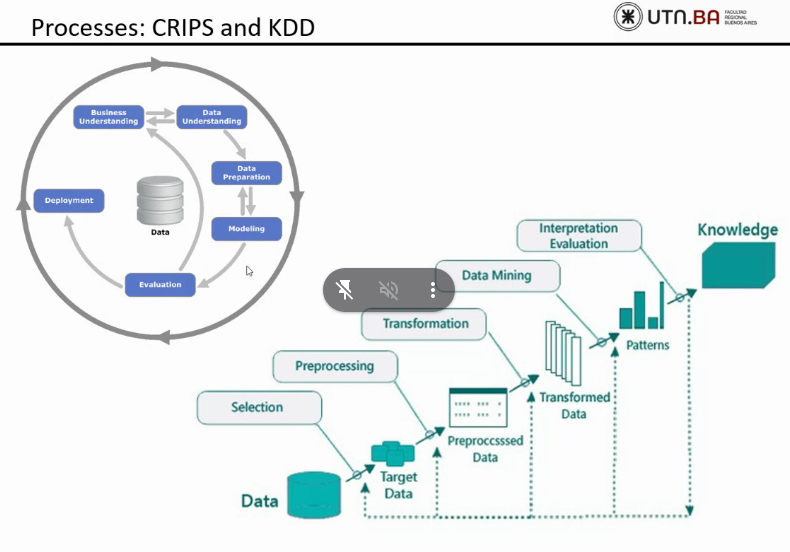 Processes: CRIPS and KDD
UTN.BA
FACULTAD
REGIONAL
BUENOS AIRES
Business
Understanding
Data
Understanding
Data
Preparation
Deployment
Data
Modeling
Evaluation
Interpretation
Evaluation
Knowledge
Data Mining
Transformation
Patterns
Preprocessing
Transformed
Data
Selection
Preproccsssed
Data
Target
Data
Data